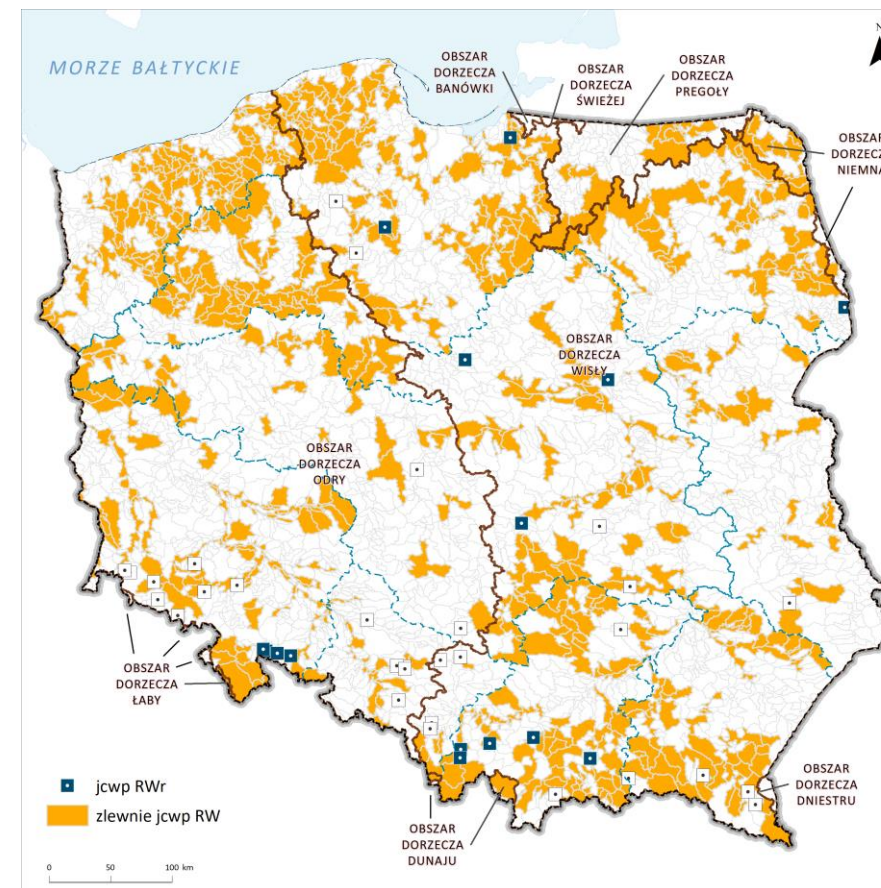 MORZE BAŁTYCKIE
OBSZAR
DORZECZA
BANÓWKI
OBSZAR
DORZECZA
ŚWIEŻEJ
OBSZAR
DORZECZA
PREGOŁY
N
OBSZAR
DORZECZA
NIEMNA
OBSZAR
DORZECZA
WISŁY
OBSZAR
DORZECZA
ODRY
OBSZAR
DORZECZA
ŁABY
OBSZAR
DORZECZA
DNIESTRU
OBSZAR
DORZECZA
DUNAJU
jcwp RWr
zlewnie jcwp RW
0 50 100 km